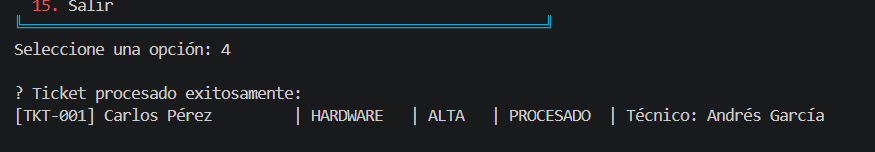 15. Salir
Seleccione una opción: 4
? Ticket procesado exitosamente:
[TKT-001] Carlos Pérez | HARDWARE | ALTA | PROCESADO | Técnico: Andrés García